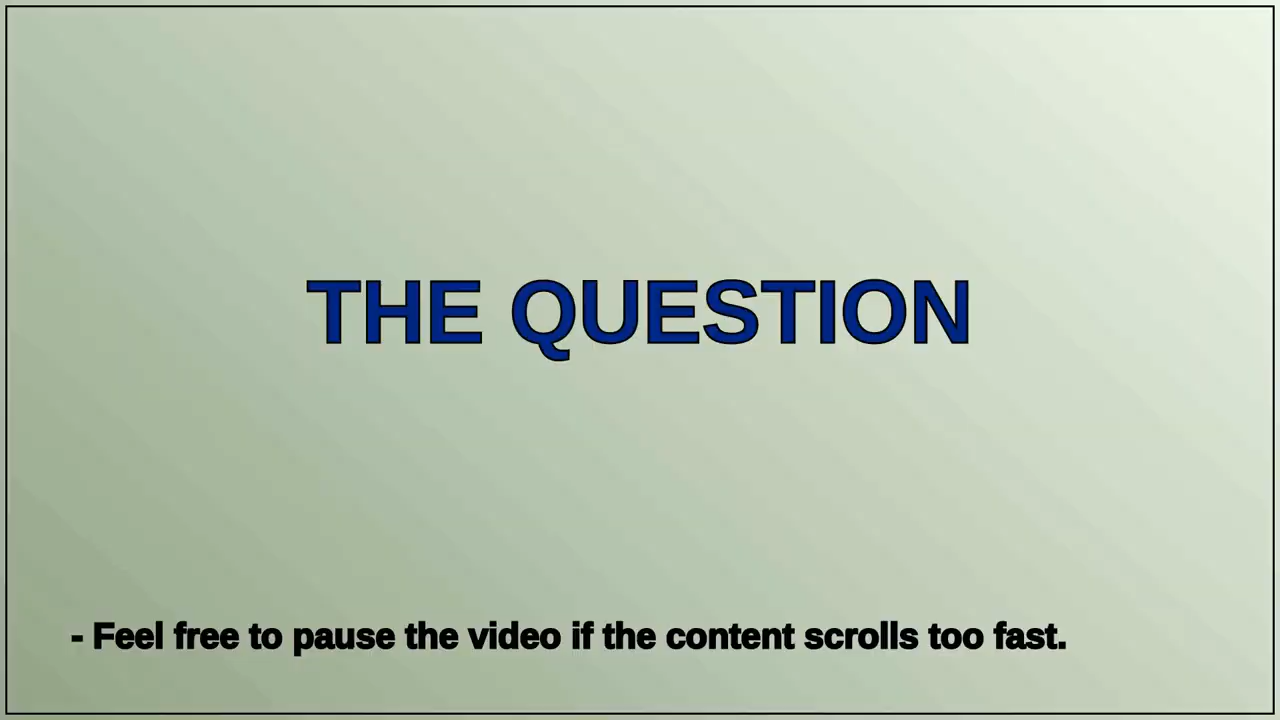 THE QUESTION
- Feel free to pause the video if the content scrolls too fast.